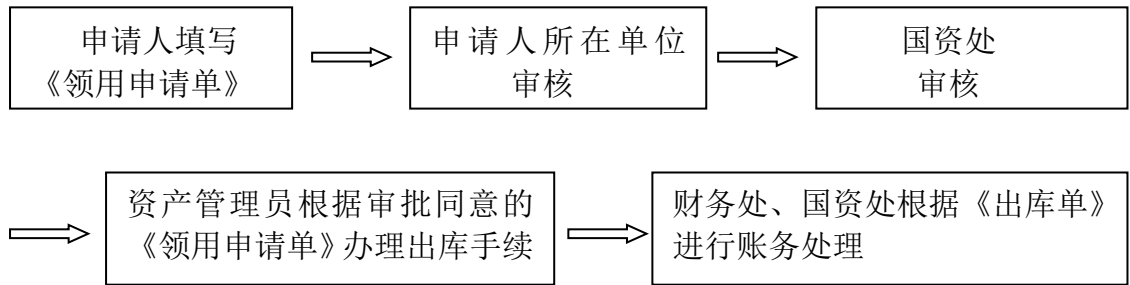 申请人填写
《领用申请单》
申请人所在单位
审核
国资处
审核
资产管理员根据审批同意的
《领用申请单》办理出库手续
财务处、国资处根据《出库单》
进行账务处理